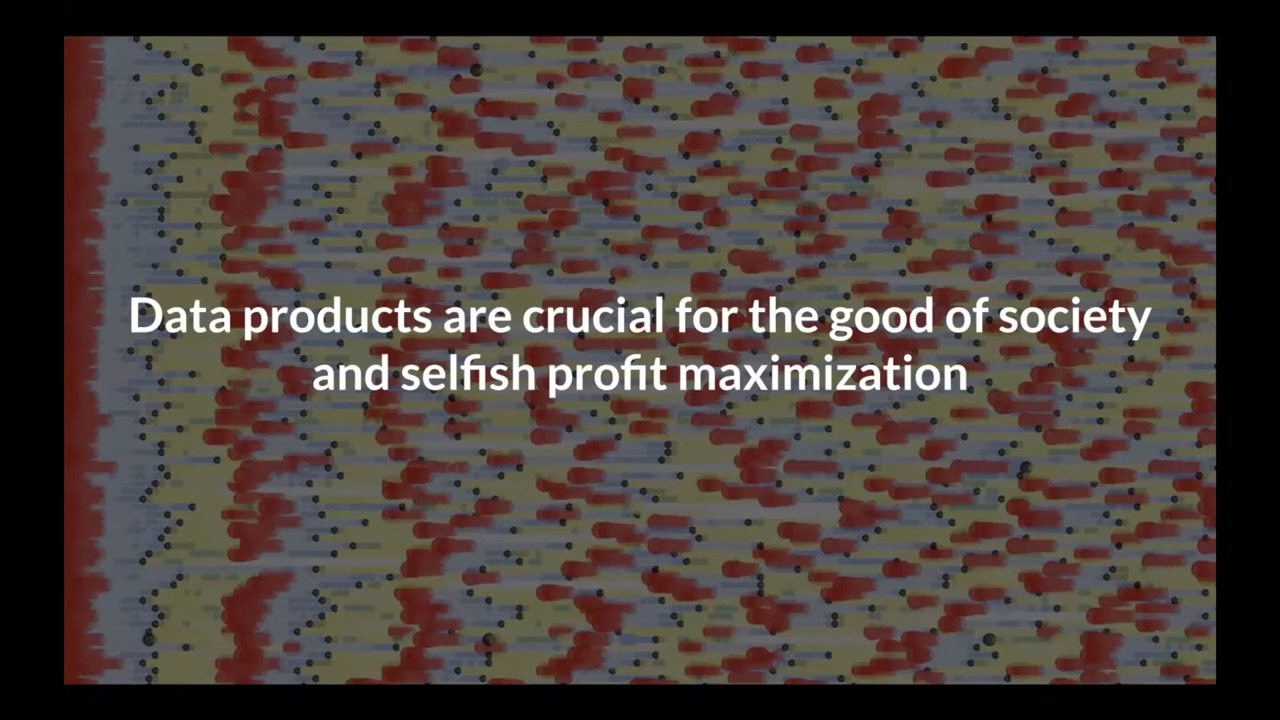 Data products are crucial for the good of society
and selfish profit maximization